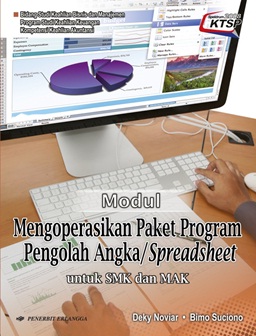 Bidang Studi Keahlian Bisnis dan Manajemen
Program Studi Keahlian Keuangan
Kompetensi Keahlian Akuntansi
KTSP
Modul
Mengoperasikan Paket Program
Pengolah Angka/Spreadsheet
untuk SMK dan MAK
Deky Noviar • Bimo Suciono
PENERBIT ERLANGGA